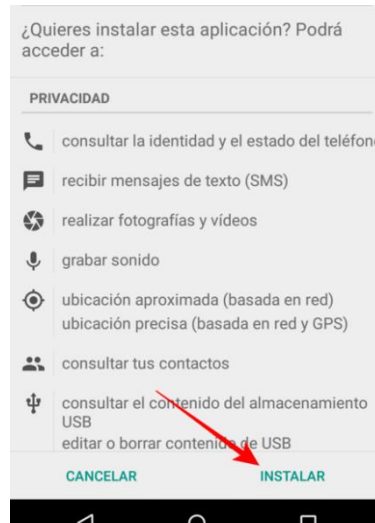 ¿Quieres instalar esta aplicación? Podrá
acceder a:
PRIVACIDAD
consultar la identidad y el estado del teléfon
recibir mensajes de texto (SMS)
realizar fotografías y vídeos
grabar sonido
ubicación aproximada (basada en red)
ubicación precisa (basada en red y GPS)
consultar tus contactos
consultar el contenido del almacenamiento
USB
editar o borrar contenido de USB
CANCELAR INSTALAR